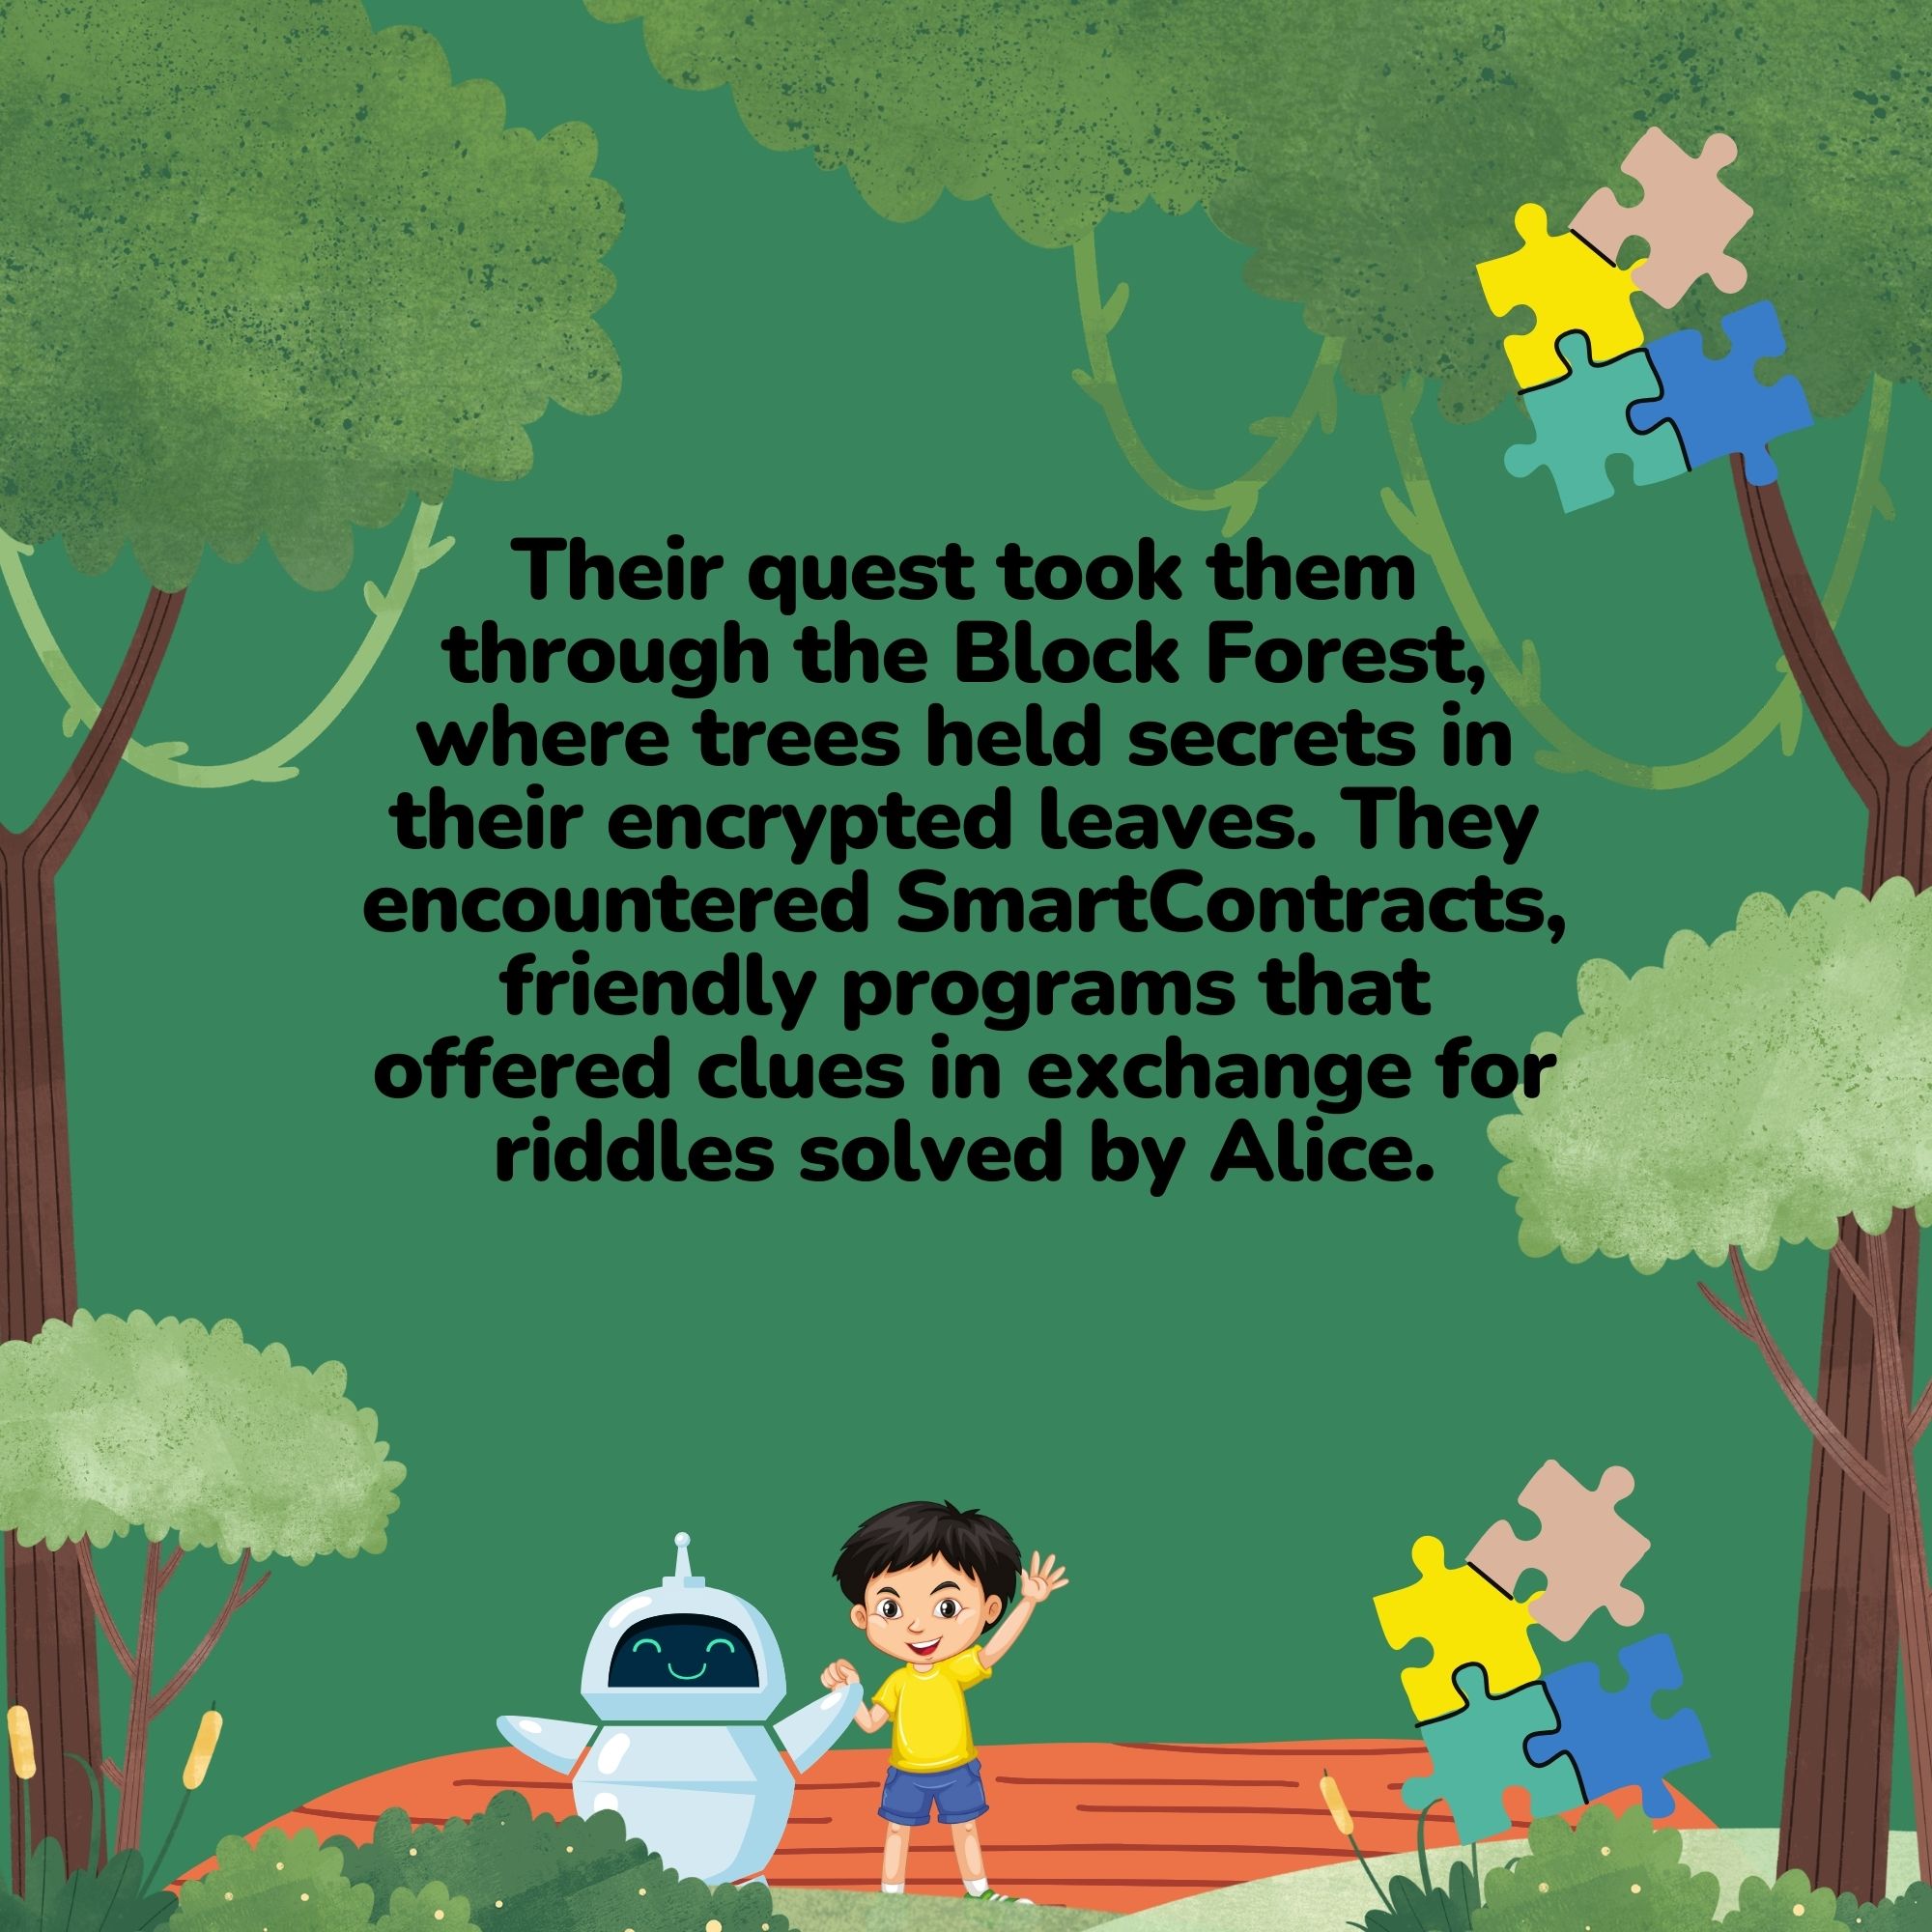 Their quest took them
through the Block Forest,
where trees held secrets in
their encrypted leaves. They
encountered SmartContracts,
friendly programs that
offered clues in exchange for
riddles solved by Alice.